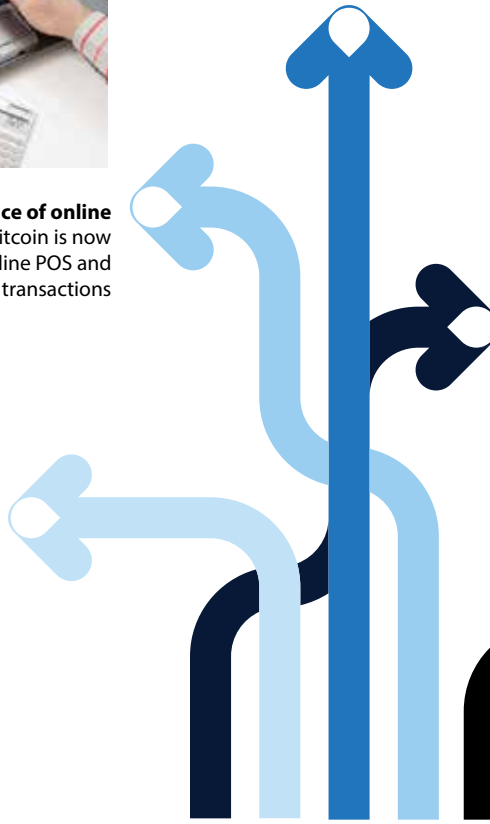 ce of online
itcoin is now
line POS and
transactions